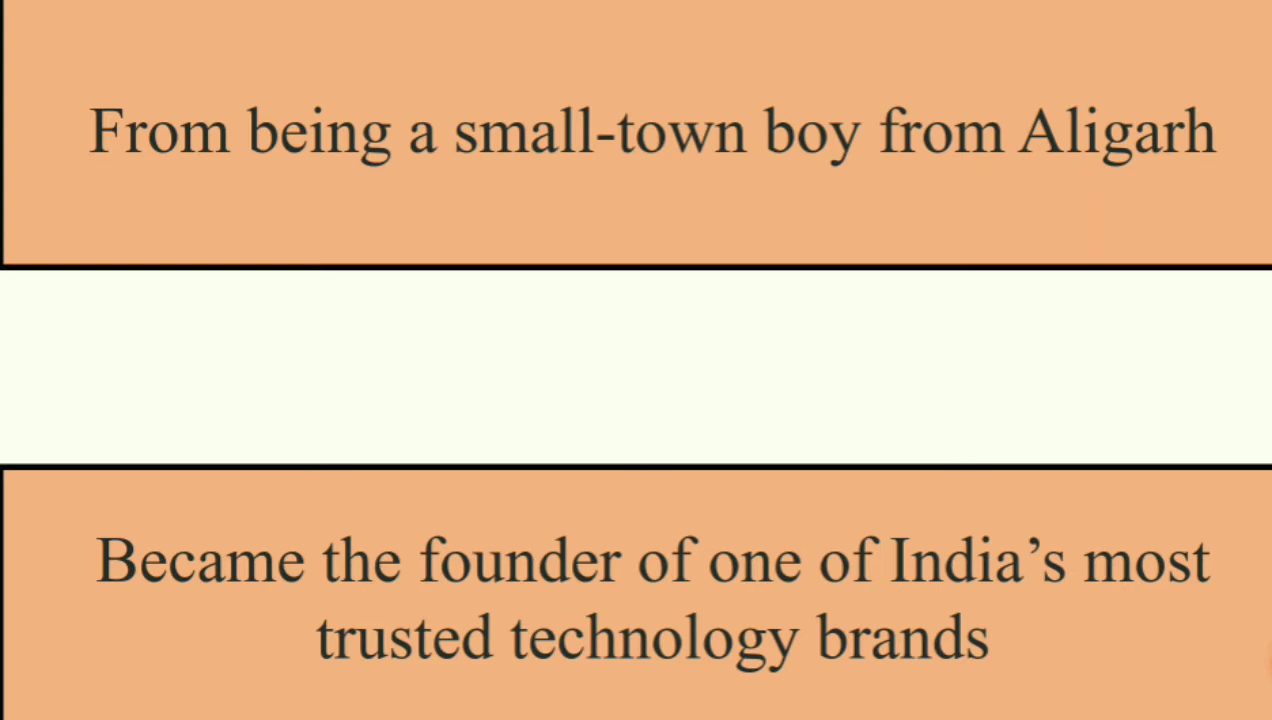 From being a small-town boy from Aligarh
Became the founder of one of India’s most
trusted technology brands